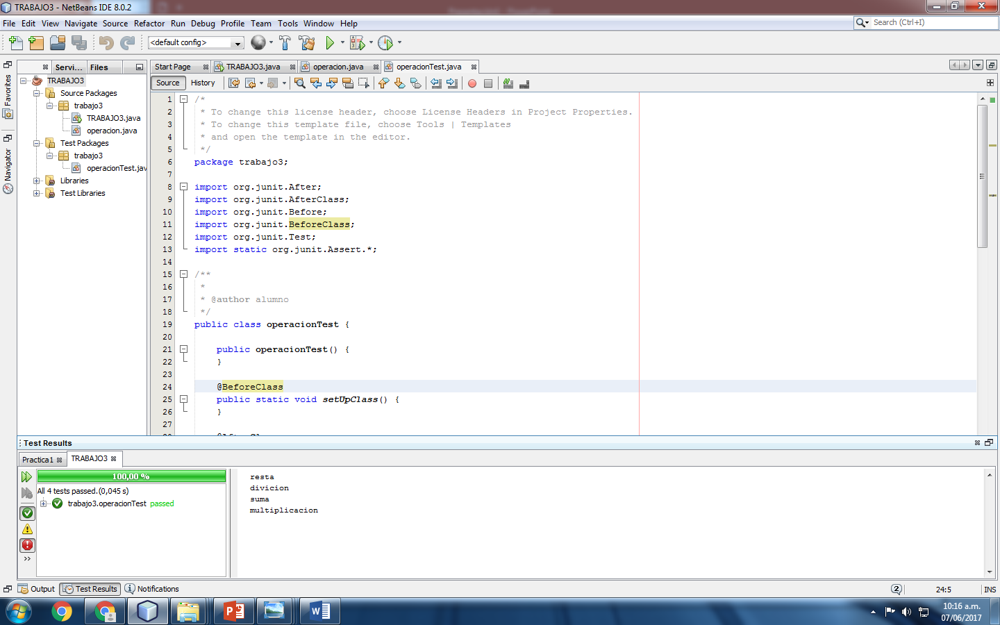 TRABAJO3 - NetBeans IDE 8.0.2
File Edit View Navigate Source Refactor Run Debug Profile Team Tools Window Help
Search (Ctrl+I)
<default config>
Servi... Files
Start Page TRABAJO3.java operacion.java operacionTest.java
Favorites
Navigator
TRABAJO3
Source Packages
trabajo3
TRABAJO3.java
operacion.java
Test Packages
trabajo3
operacionTest.jav
Libraries
Test Libraries
Source History
1 /*
2 * To change this license header, choose License Headers in Project Properties.
3 * To change this template file, choose Tools | Templates
4 * and open the template in the editor.
5 */
6 package trabajo3;
7
8 import org.junit.After;
9 import org.junit.AfterClass;
10 import org.junit.Before;
11 import org.junit.BeforeClass;
12 import org.junit.Test;
13 import static org.junit.Assert.*;
14
15 /**
16 *
17 * @author alumno
18 */
19 public class operacionTest {
20
21 public operacionTest() {
22 }
23
24 @BeforeClass
25 public static void setUpClass() {
26 }
27
Test Results
Practica1 TRABAJO3
100,00 %
All 4 tests passed.(0,045 s)
trabajo3.operacionTest passed
resta
divicion
suma
multiplicacion
Output Test Results Notifications
2 24:5 INS
10:16 a.m.
07/06/2017